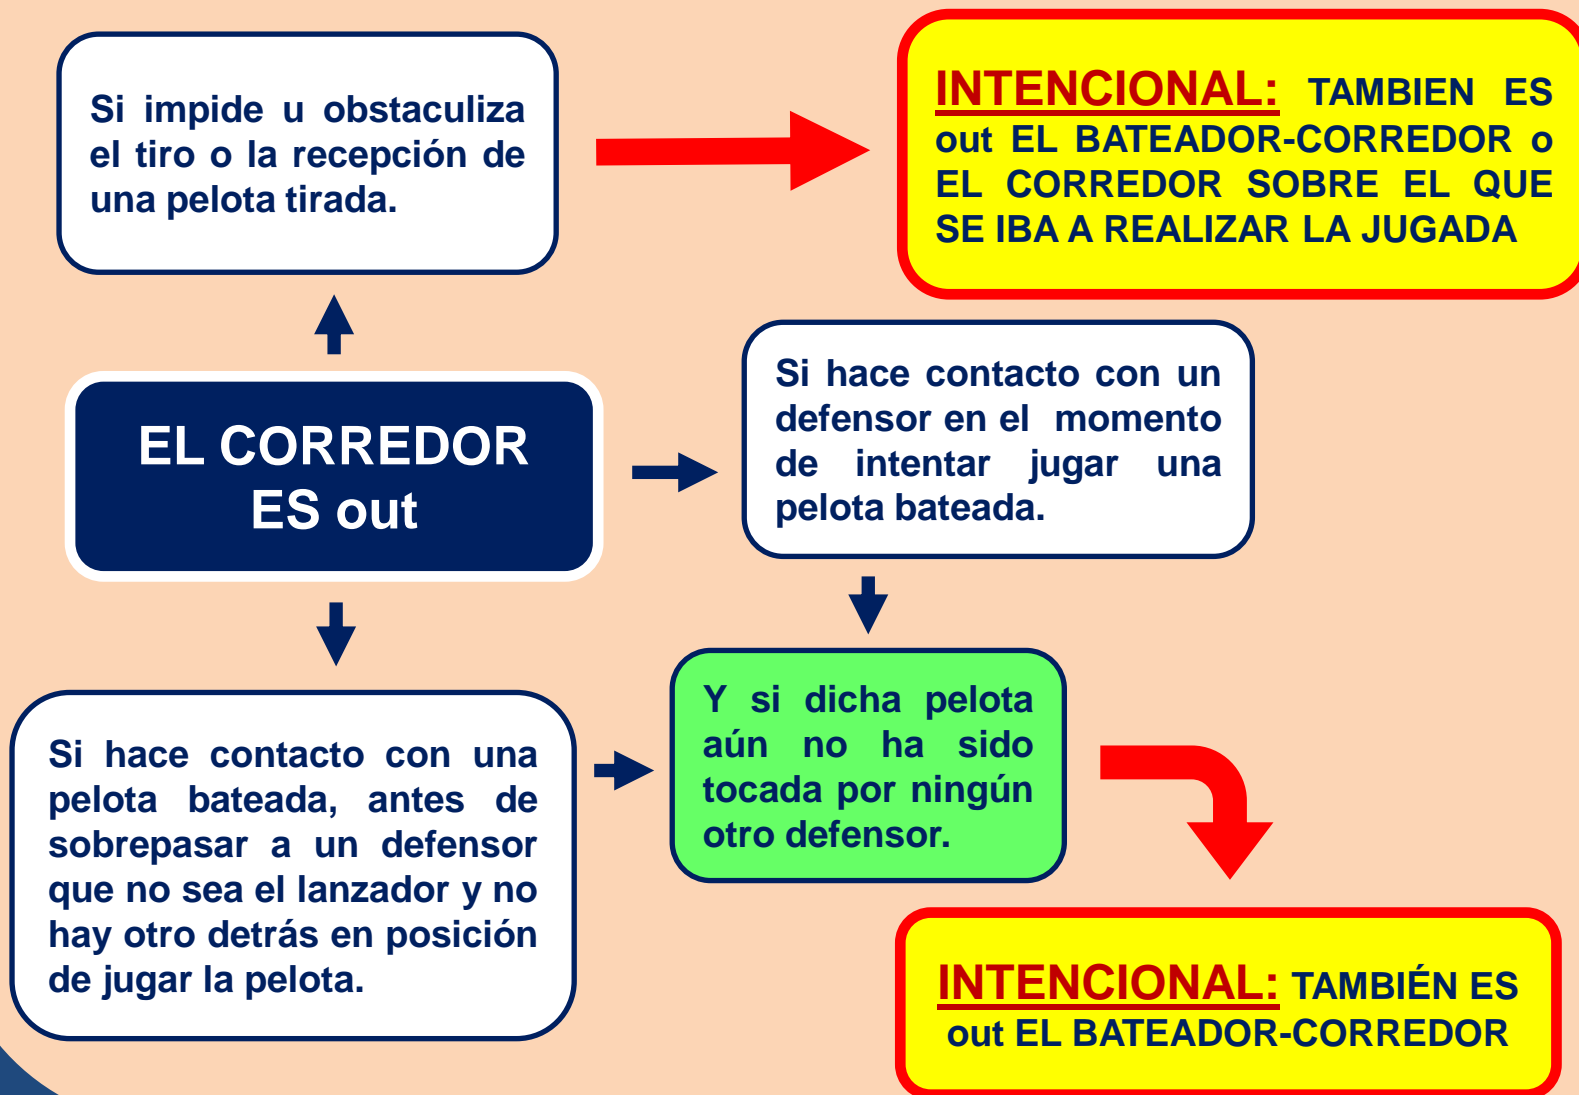 Si impide u obstaculiza
el tiro o la recepción de
una pelota tirada.
INTENCIONAL: TAMBIEN ES
out EL BATEADOR-CORREDOR o
EL CORREDOR SOBRE EL QUE
SE IBA A REALIZAR LA JUGADA
EL CORREDOR
ES out
Si hace contacto con un
defensor en el momento
de intentar jugar una
pelota bateada.
Si hace contacto con una
pelota bateada, antes de
sobrepasar a un defensor
que no sea el lanzador y no
hay otro detrás en posición
de jugar la pelota.
Y si dicha pelota
aún no ha sido
tocada por ningún
otro defensor.
INTENCIONAL: TAMBIÉN ES
out EL BATEADOR-CORREDOR